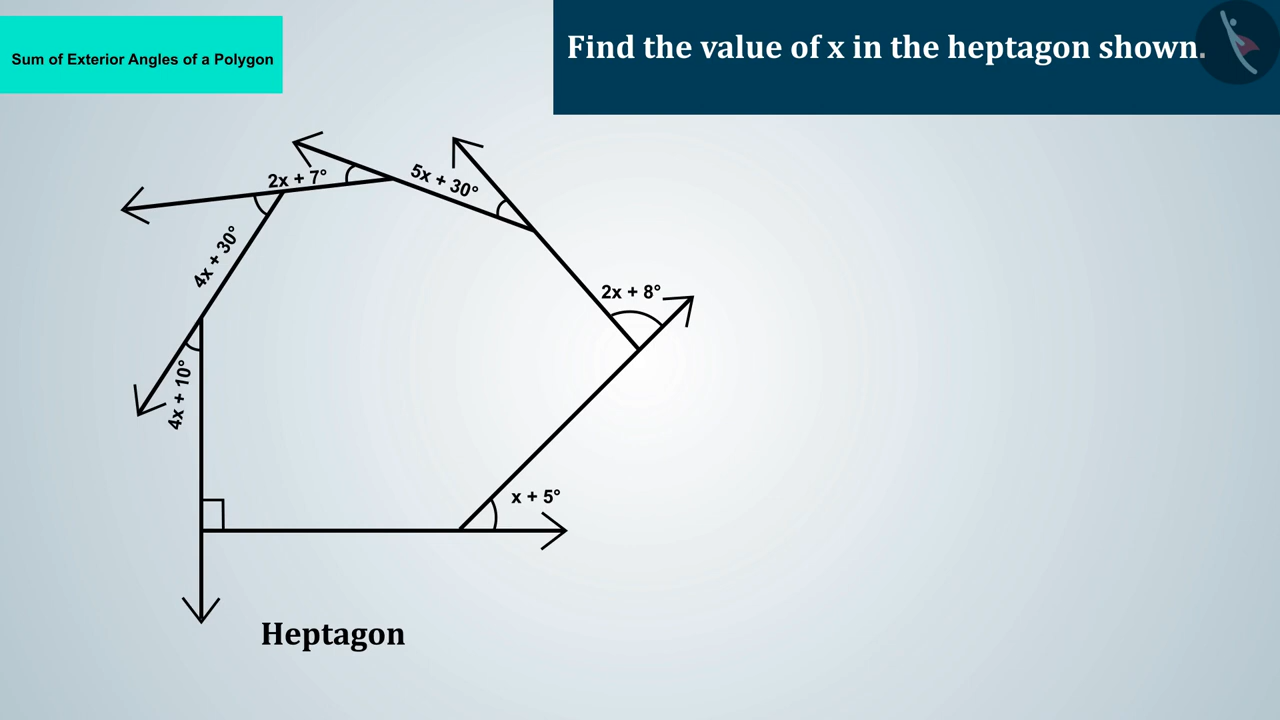 Sum of Exterior Angles of a Polygon
Find the value of x in the heptagon shown.
2x + 7°
5x + 30°
4x + 30°
2x + 8°
4x + 10°
x + 5°
Heptagon